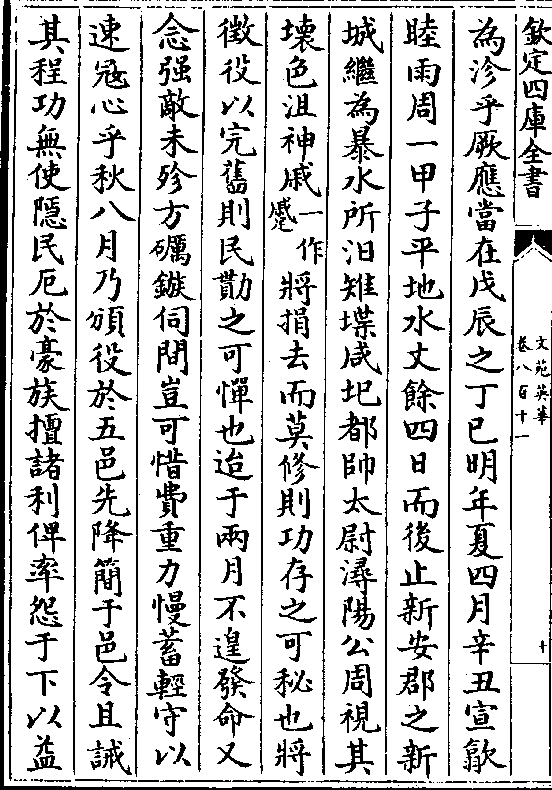 欽定四庫全書
文苑英華
卷八百十一
十
為沴乎厥應當在戊辰之丁巳明年夏四月辛丑宣歙
睦雨周一甲子平地水丈餘四日而後止新安郡之新
城繼為暴水所汨雉堞咸圯都帥太尉潯陽公周視其
壞色沮神戚一作蹙將捐去而莫修則功存之可秘也將
徵役以完舊則民勩之可憚也迨于兩月不遑發命又
念强敵未殄方礪鏃伺間豈可惜費重力慢蓄輕守以
速冦心乎秋八月乃頒役於五邑先降簡于邑令且誡
其程功無使隱民厄於豪族擅諸利俾率怨于下以益